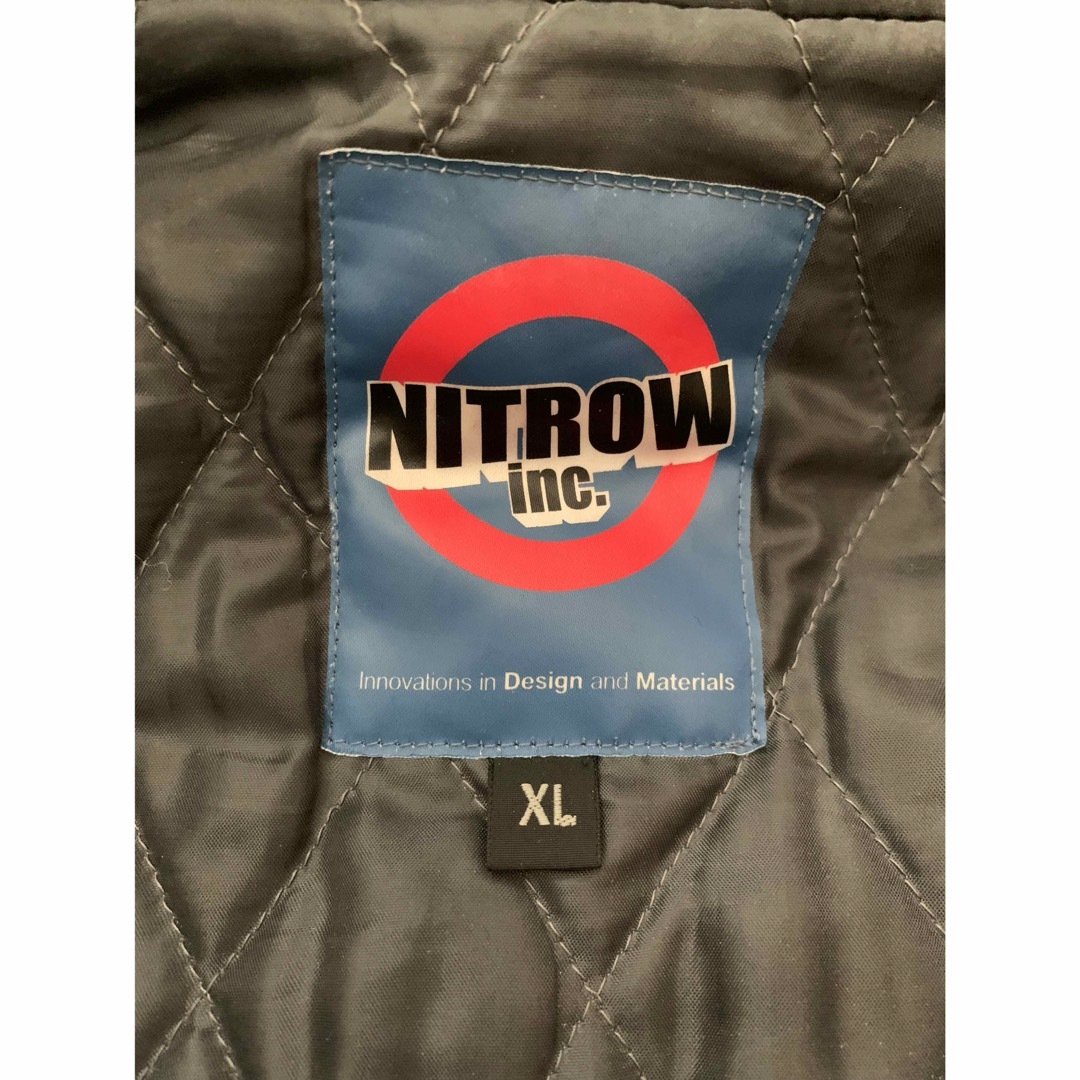 NITROW
inc.
Innovations in Design and Materials
XL